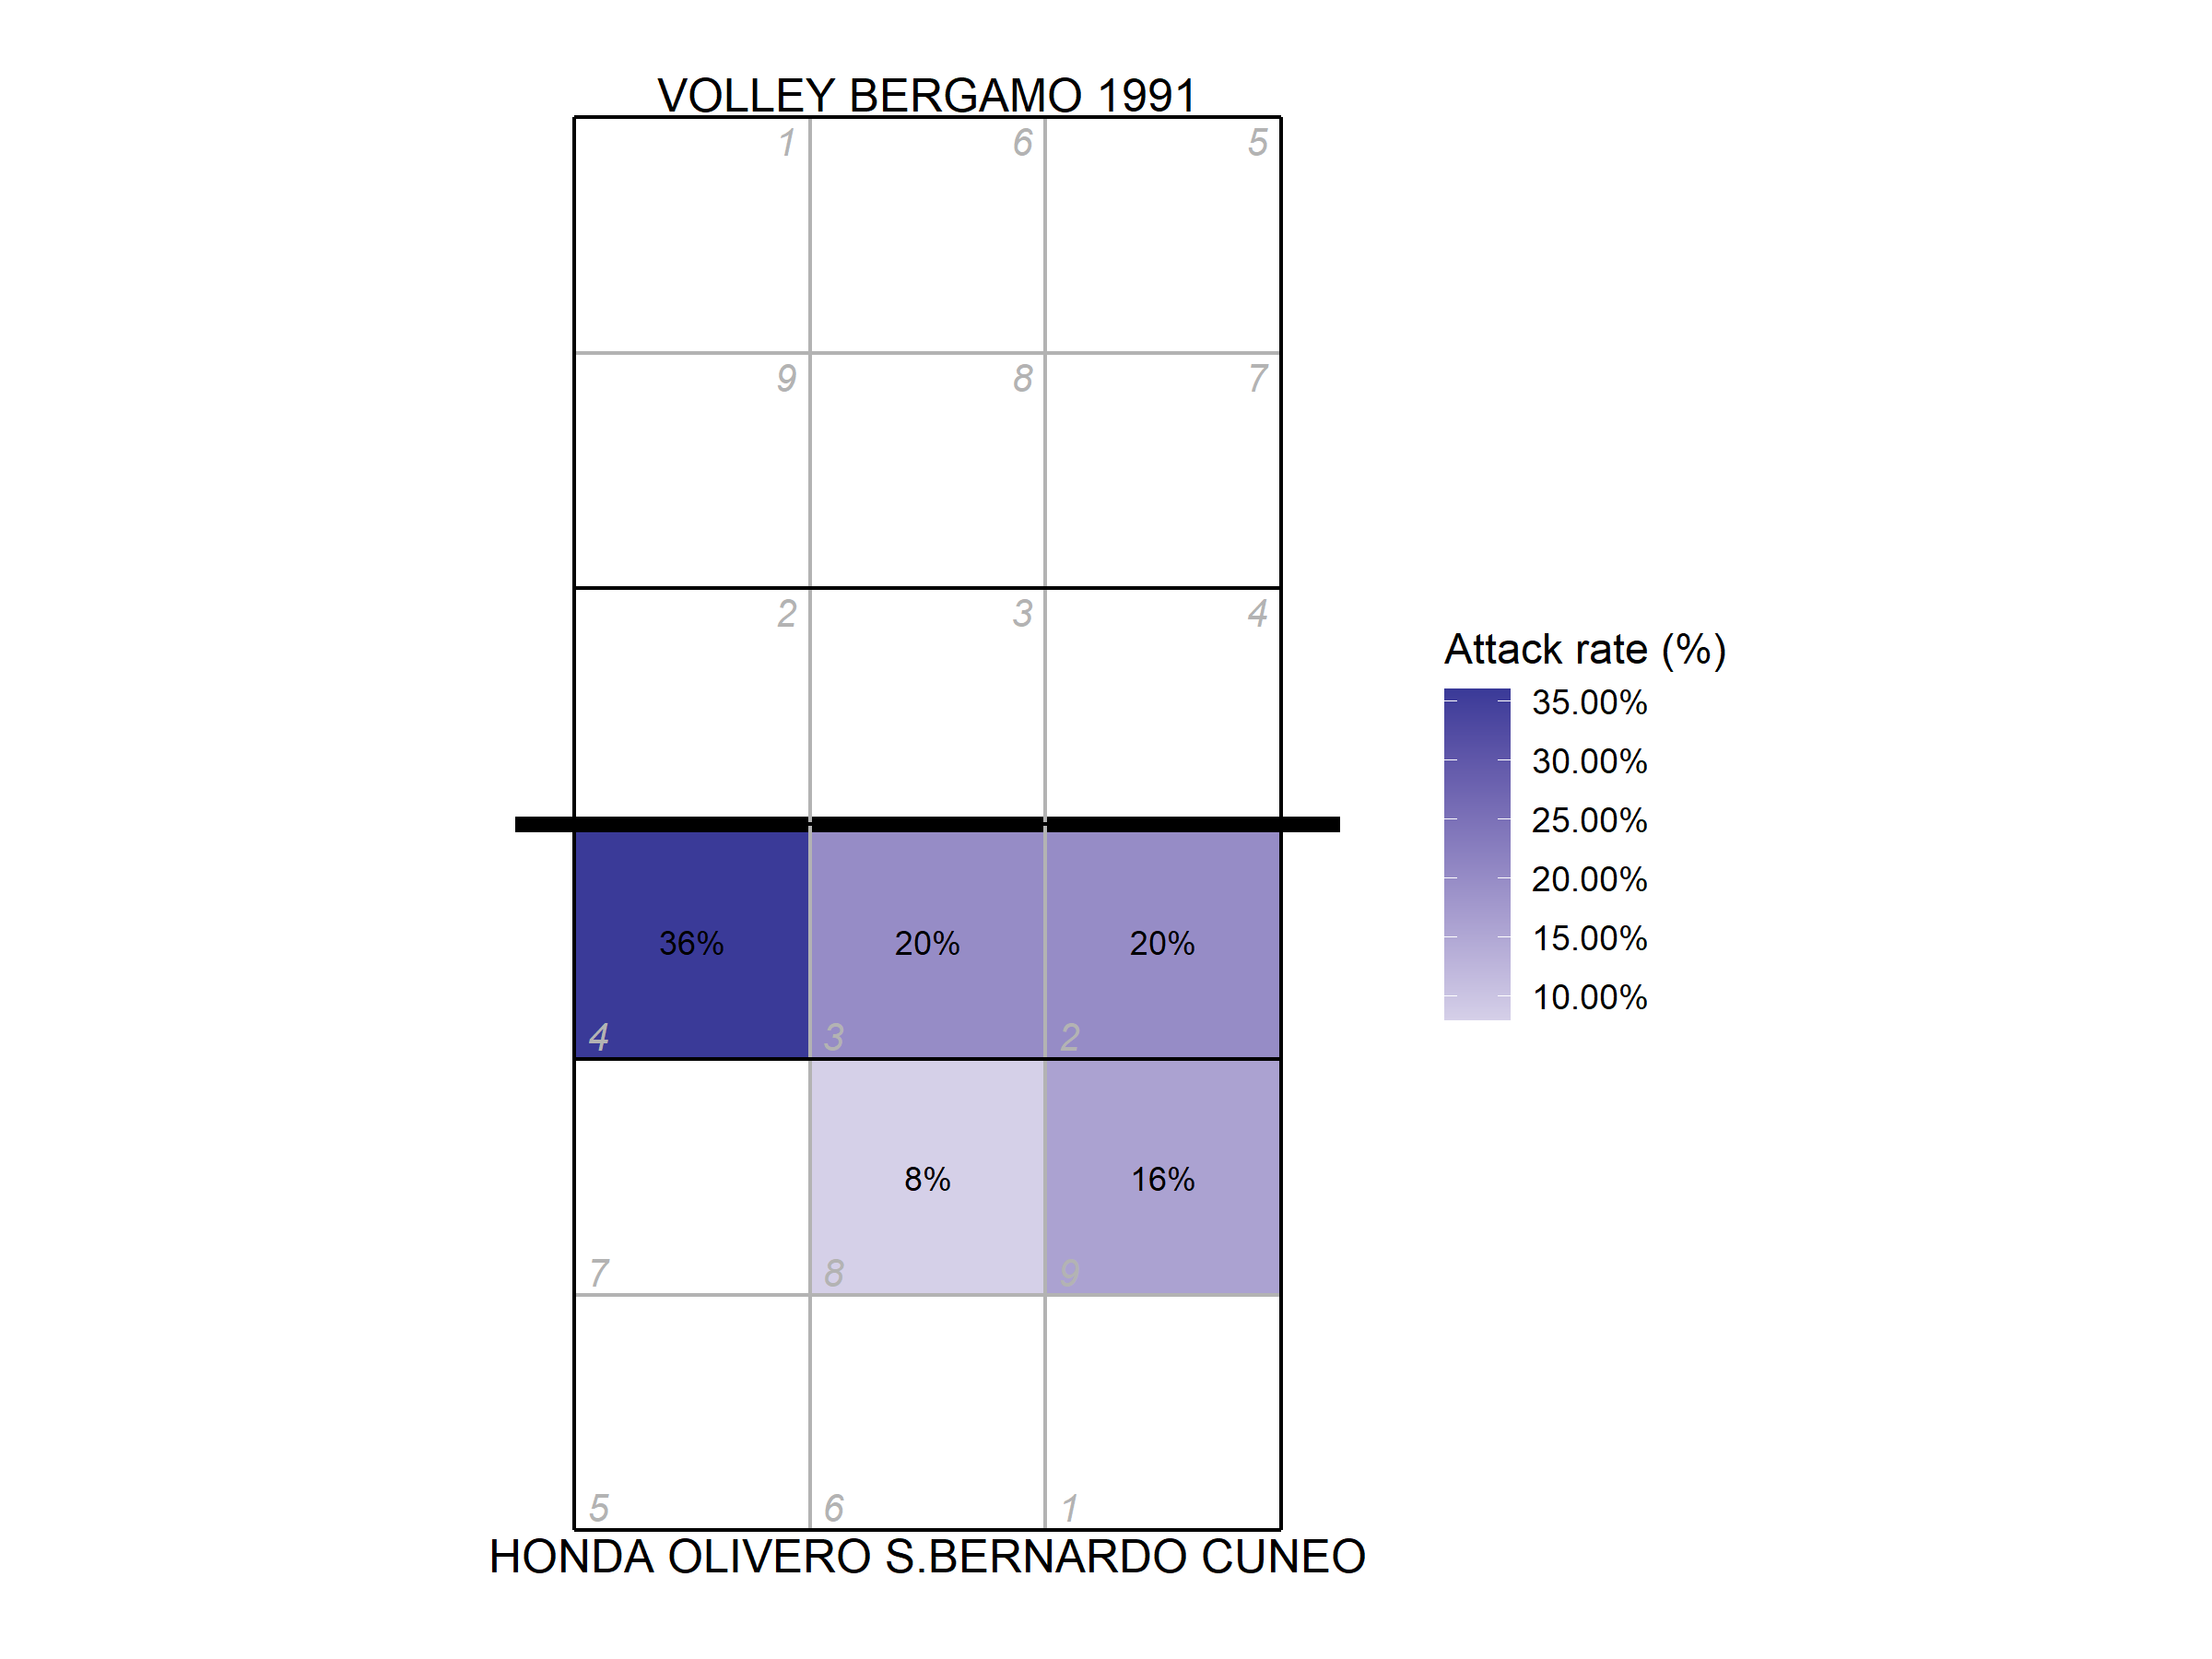 VOLLEY BERGAMO 1991
1 6 5
9 8 7
2 3 4
Attack rate (%)
35.00%
30.00%
25.00%
20.00%
15.00%
10.00%
36% 20% 20%
4 3 2
8% 16%
7 8 9
5 6 1
HONDA OLIVERO S.BERNARDO CUNEO